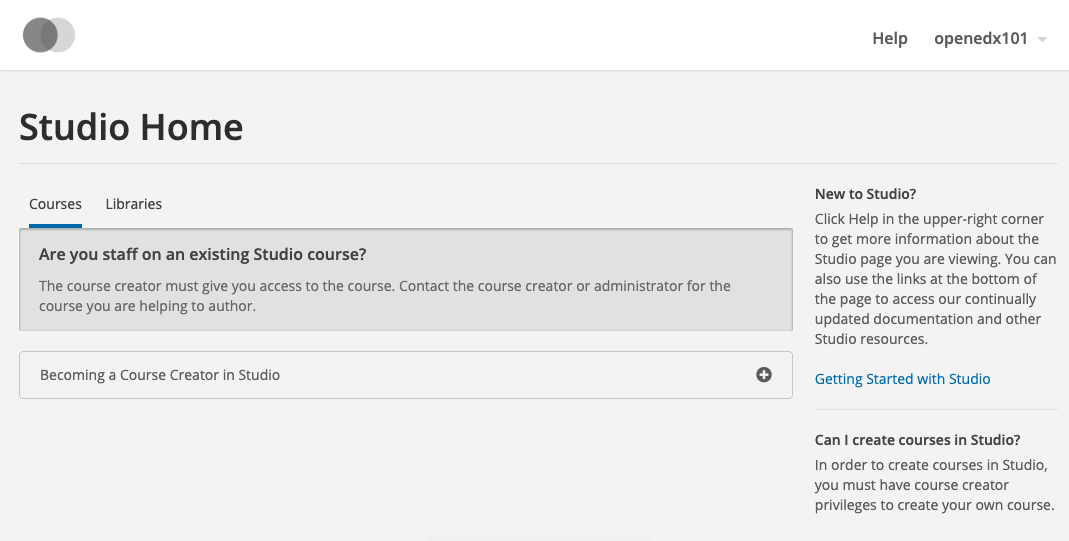 Help openedx101
Studio Home
Courses Libraries
Are you staff on an existing Studio course?
The course creator must give you access to the course. Contact the course creator or administrator for the
course you are helping to author.
Becoming a Course Creator in Studio
New to Studio?
Click Help in the upper-right corner
to get more information about the
Studio page you are viewing. You can
also use the links at the bottom of
the page to access our continually
updated documentation and other
Studio resources.
Getting Started with Studio
Can I create courses in Studio?
In order to create courses in Studio,
you must have course creator
privileges to create your own course.